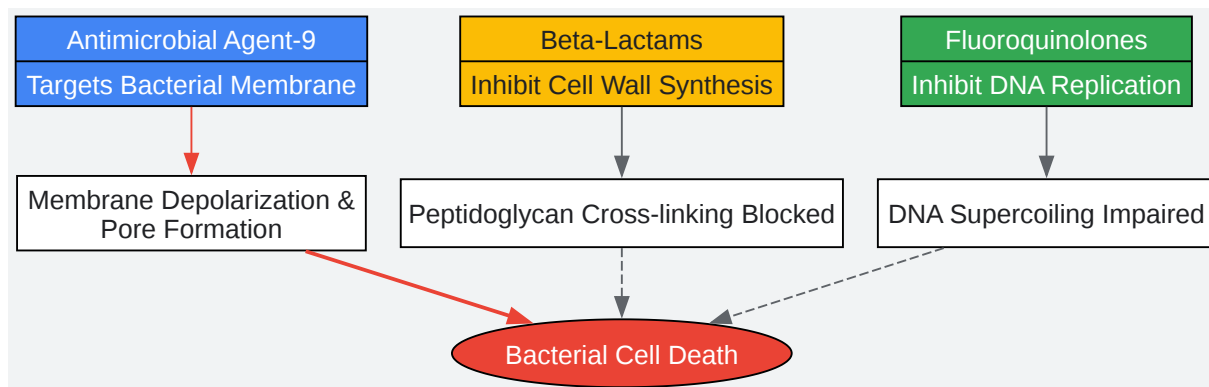 Antimicrobial Agent-9
Targets Bacterial Membrane
Beta-Lactams
Inhibit Cell Wall Synthesis
Fluoroquinolones
Inhibit DNA Replication
Membrane Depolarization &
Pore Formation
Peptidoglycan Cross-linking Blocked
DNA Supercoiling Impaired
Bacterial Cell Death